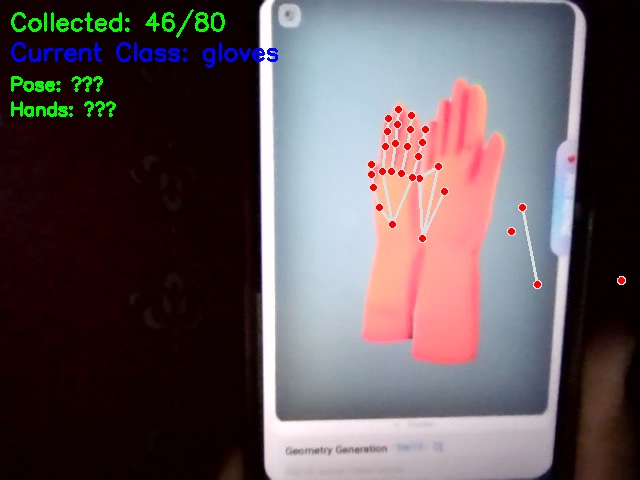 Collected: 46/80
Current Class: gloves
Pose: ???
Hands: ???
Geometry Generation